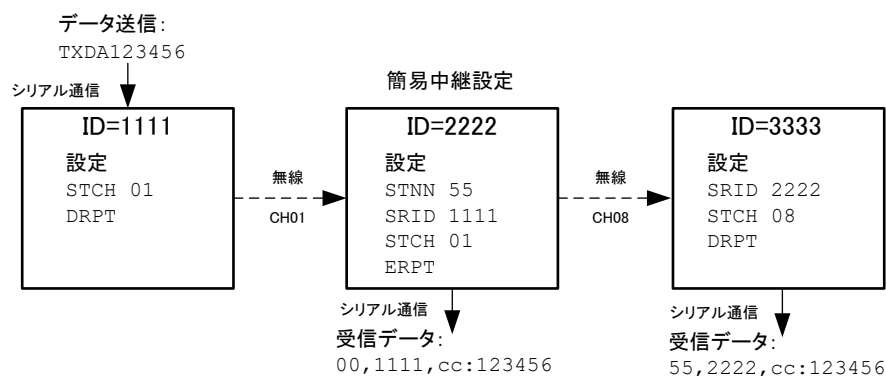 データ送信:
TXDA123456
シリアル通信
簡易中継設定
ID=1111
設定
STCH 01
DRPT
無線
CH01
ID=2222
設定
STNN 55
SRID 1111
STCH 01
ERPT
無線
CH08
ID=3333
設定
SRID 2222
STCH 08
DRPT
シリアル通信
受信データ:
00,1111,cc:123456
シリアル通信
受信データ:
55,2222,cc:123456